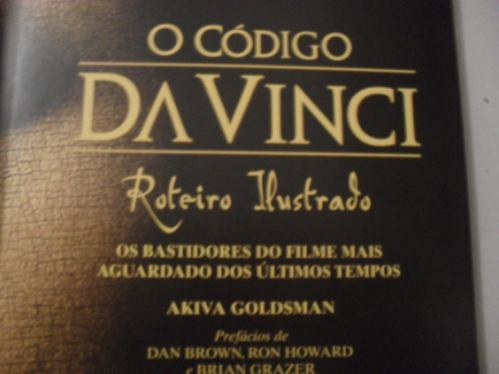 O CÓDIGO
DA VINCI
Roteiro Ilustrado
OS BASTIDORES DO FILME MAIS
AGUARDADO DOS ÚLTIMOS TEMPOS
AKIVA GOLDSMAN
Prefácios de
DAN BROWN, RON HOWARD
e BRIAN GRAZER